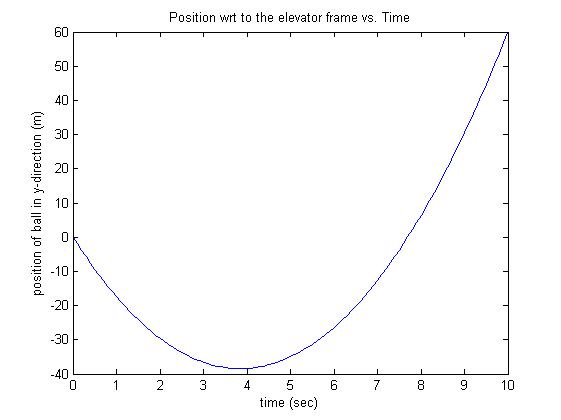 Position wrt to the elevator frame vs. Time
position of ball in y-direction (m)
60
50
40
30
20
10
0
-10
-20
-30
-40
0 1 2 3 4 5 6 7 8 9 10
time (sec)